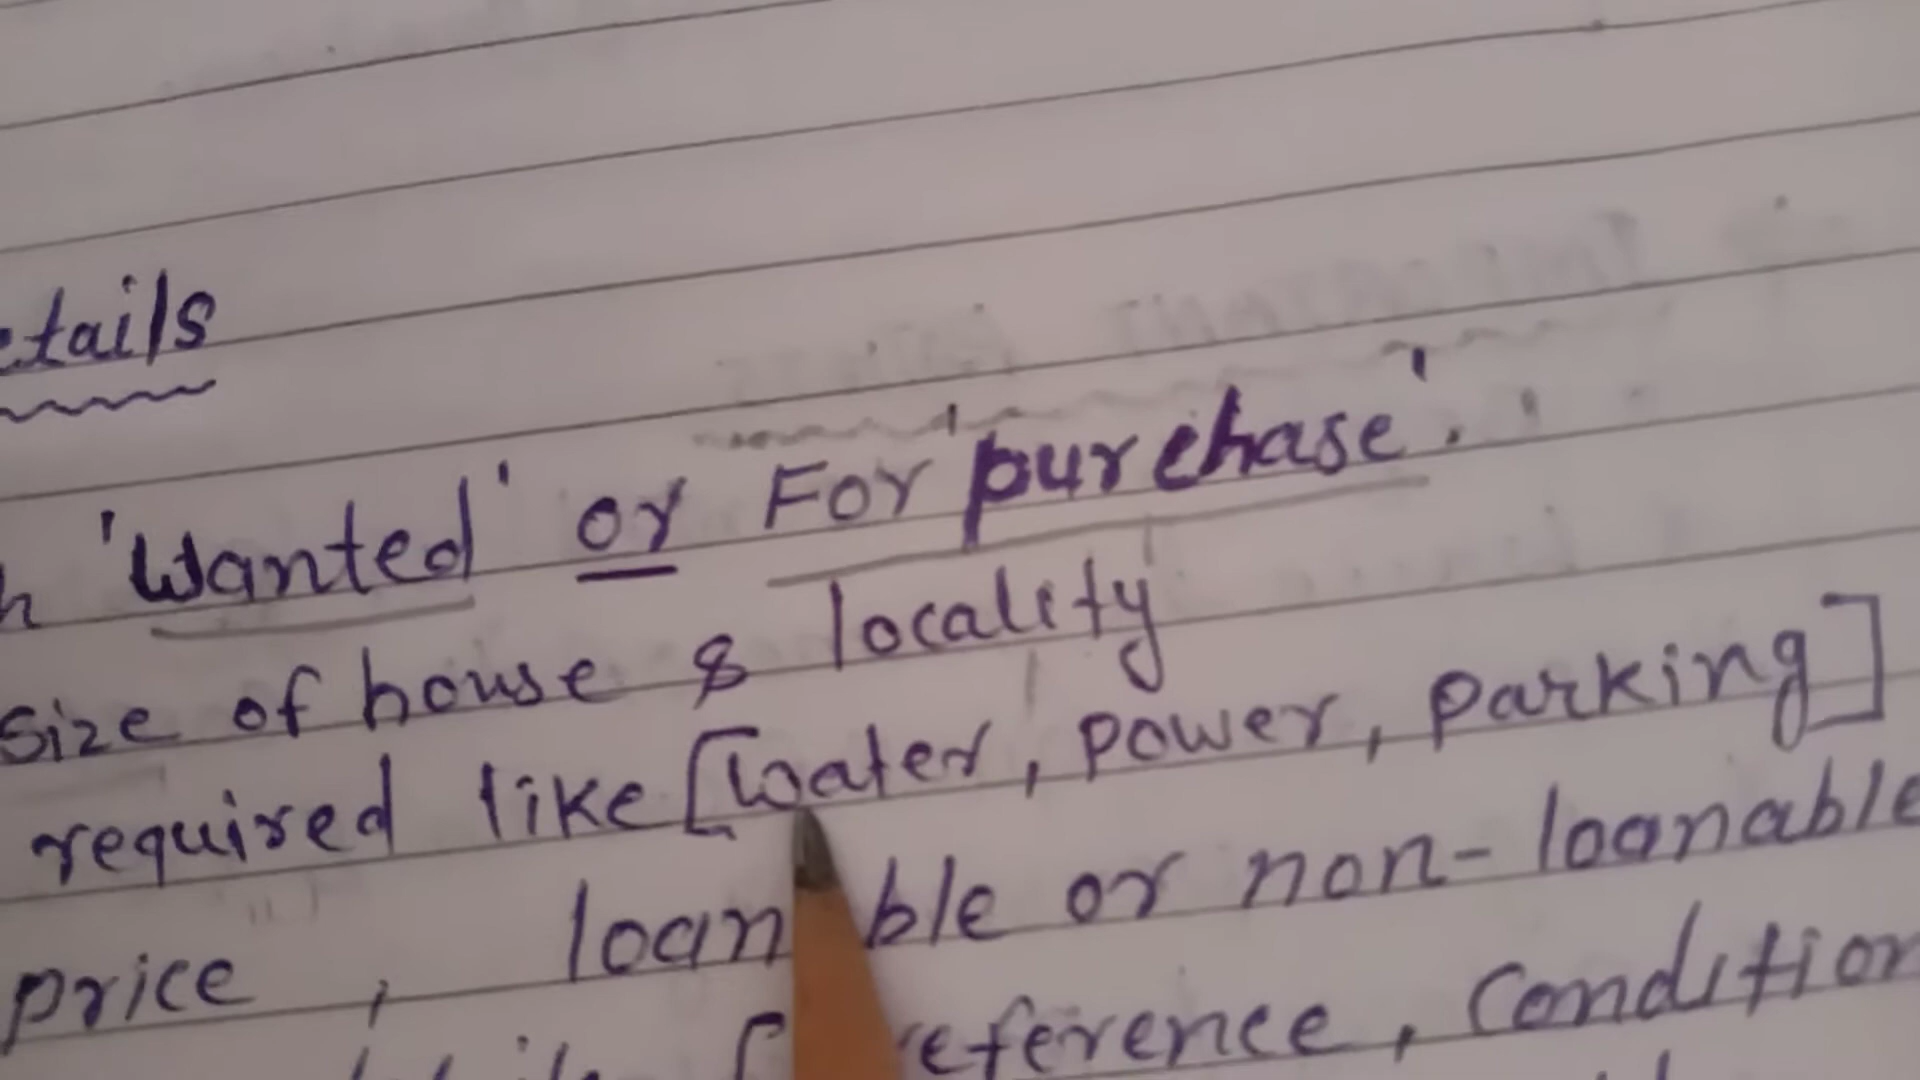 etails
h 'Wanted' or For 'purchase'.
Size of house & locality
required like [Water, power, parking]
price, loanable or non-loanable
eference, Condition